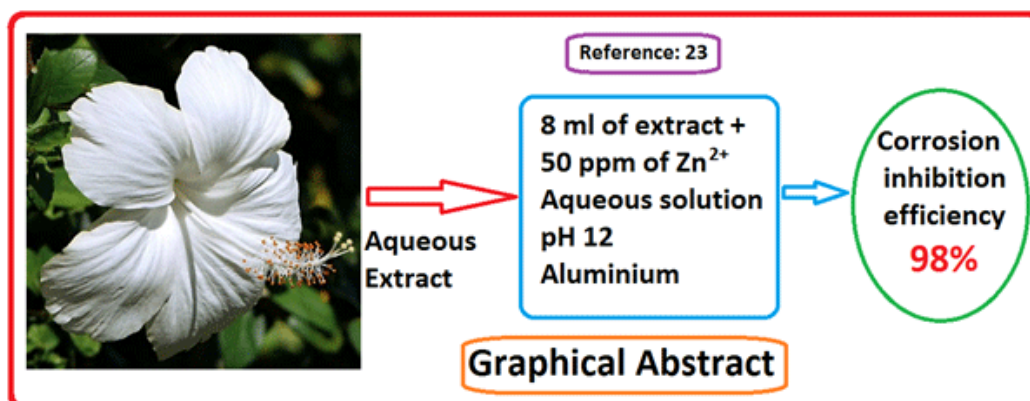 Reference: 23
8 ml of extract +
50 ppm of Zn²⁺
Aqueous solution
pH 12
Aluminium
Corrosion
inhibition
efficiency
98%
Aqueous
Extract
Graphical Abstract